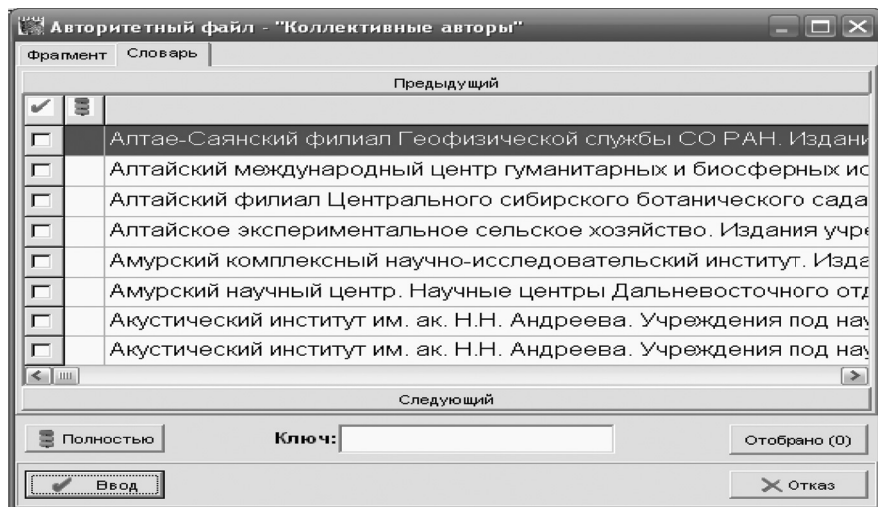 Авторитетный файл - "Коллективные авторы"
Фрагмент Словарь
Предыдущий
Алтае-Саянский филиал Геофизической службы СО РАН. Издани
Алтайский международный центр гуманитарных и биосферных ис
Алтайский филиал Центрального сибирского ботанического сада
Алтайское экспериментальное сельское хозяйство. Издания учре
Амурский комплексный научно-исследовательский институт. Изда
Амурский научный центр. Научные центры Дальневосточного отд
Акустический институт им. ак. Н.Н. Андреева. Учреждения под нау
Акустический институт им. ак. Н.Н. Андреева. Учреждения под нау
Следующий
Полностью Ключ: Отобрано (0)
Ввод Отказ